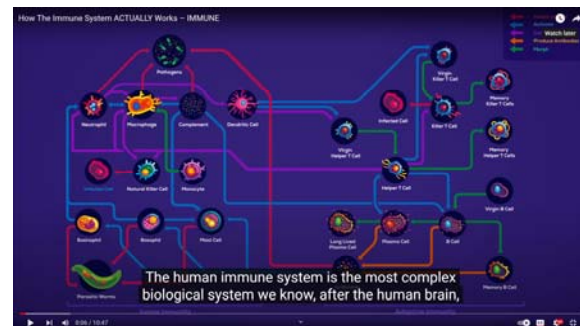 How The Immune System ACTUALLY Works – IMMUNE
Watch later
Produce Antibodies
Morph
Pathogens
Virgin
Killer T Cell
Memory
Killer T Cells
Neutrophil
Macrophage
Complement
Dendritic Cell
Infected Cell
Killer T Cell
Virgin
Helper T Cell
Memory
Helper T Cells
Infected Cell
Natural Killer Cell
Monocyte
Helper T Cell
Virgin B Cell
Eosinophil
Basophil
Mast Cell
Long Lived
Plasma Cell
Plasma Cell
B Cell
Parasitic Worms
Memory B Cell
The human immune system is the most complex
biological system we know, after the human brain,
0:06 / 10:47